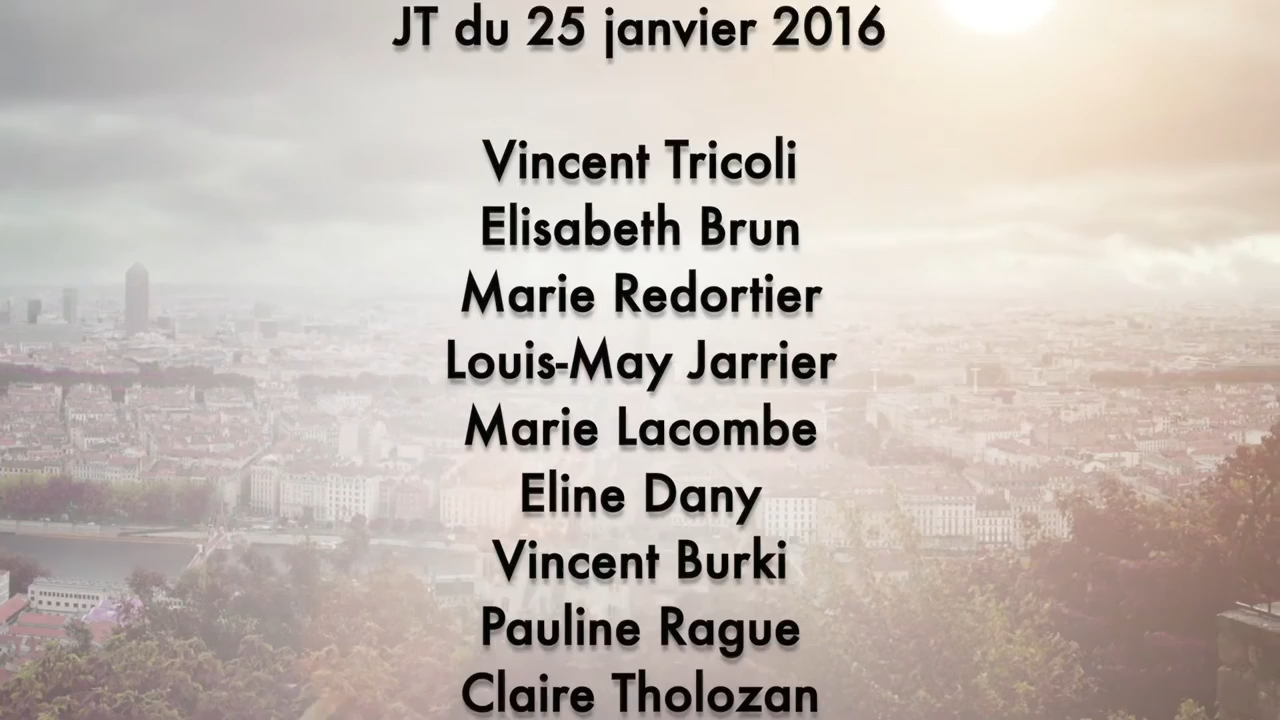 JT du 25 janvier 2016
Vincent Tricoli
Elisabeth Brun
Marie Redortier
Louis-May Jarrier
Marie Lacombe
Eline Dany
Vincent Burki
Pauline Rague
Claire Tholozan